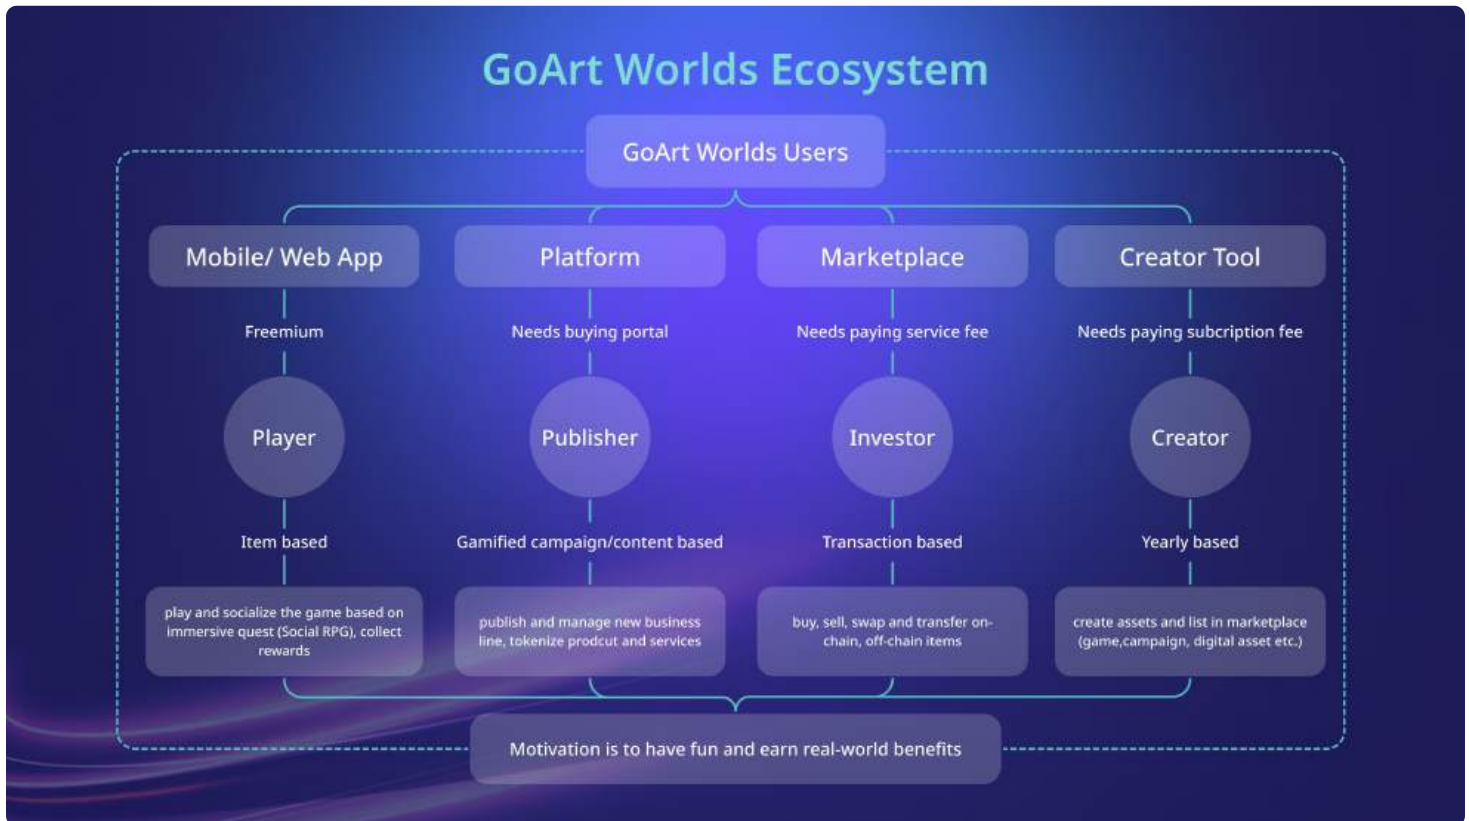 GoArt Worlds Ecosystem
GoArt Worlds Users
Mobile/ Web App
Platform
Marketplace
Creator Tool
Freemium
Needs buying portal
Needs paying service fee
Needs paying subcription fee
Player
Publisher
Investor
Creator
Item based
Gamified campaign/content based
Transaction based
Yearly based
play and socialize the game based on
immersive quest (Social RPG), collect
rewards
publish and manage new business
line, tokenize prodcut and services
buy, sell, swap and transfer on-
chain, off-chain items
create assets and list in marketplace
(game,campaign, digital asset etc.)
Motivation is to have fun and earn real-world benefits